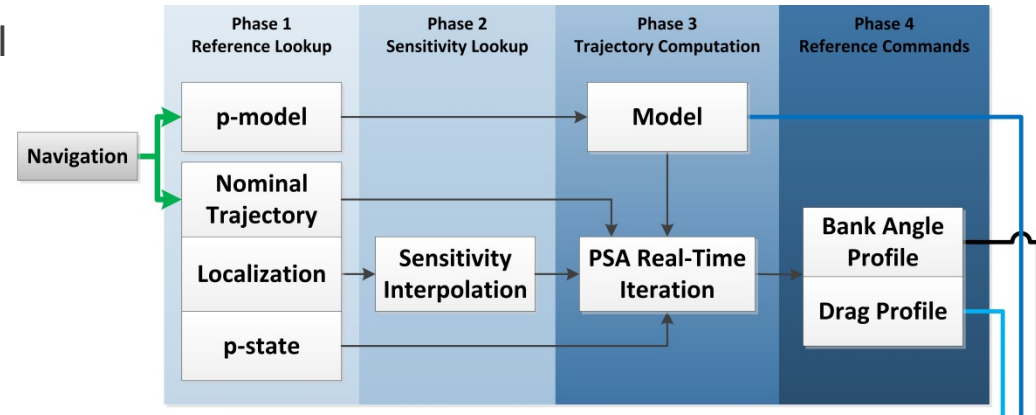 Phase 1
Reference Lookup
Phase 2
Sensitivity Lookup
Phase 3
Trajectory Computation
Phase 4
Reference Commands
p-model
Model
Navigation
Nominal
Trajectory
Localization
Sensitivity
Interpolation
PSA Real-Time
Iteration
p-state
Bank Angle
Profile
Drag Profile